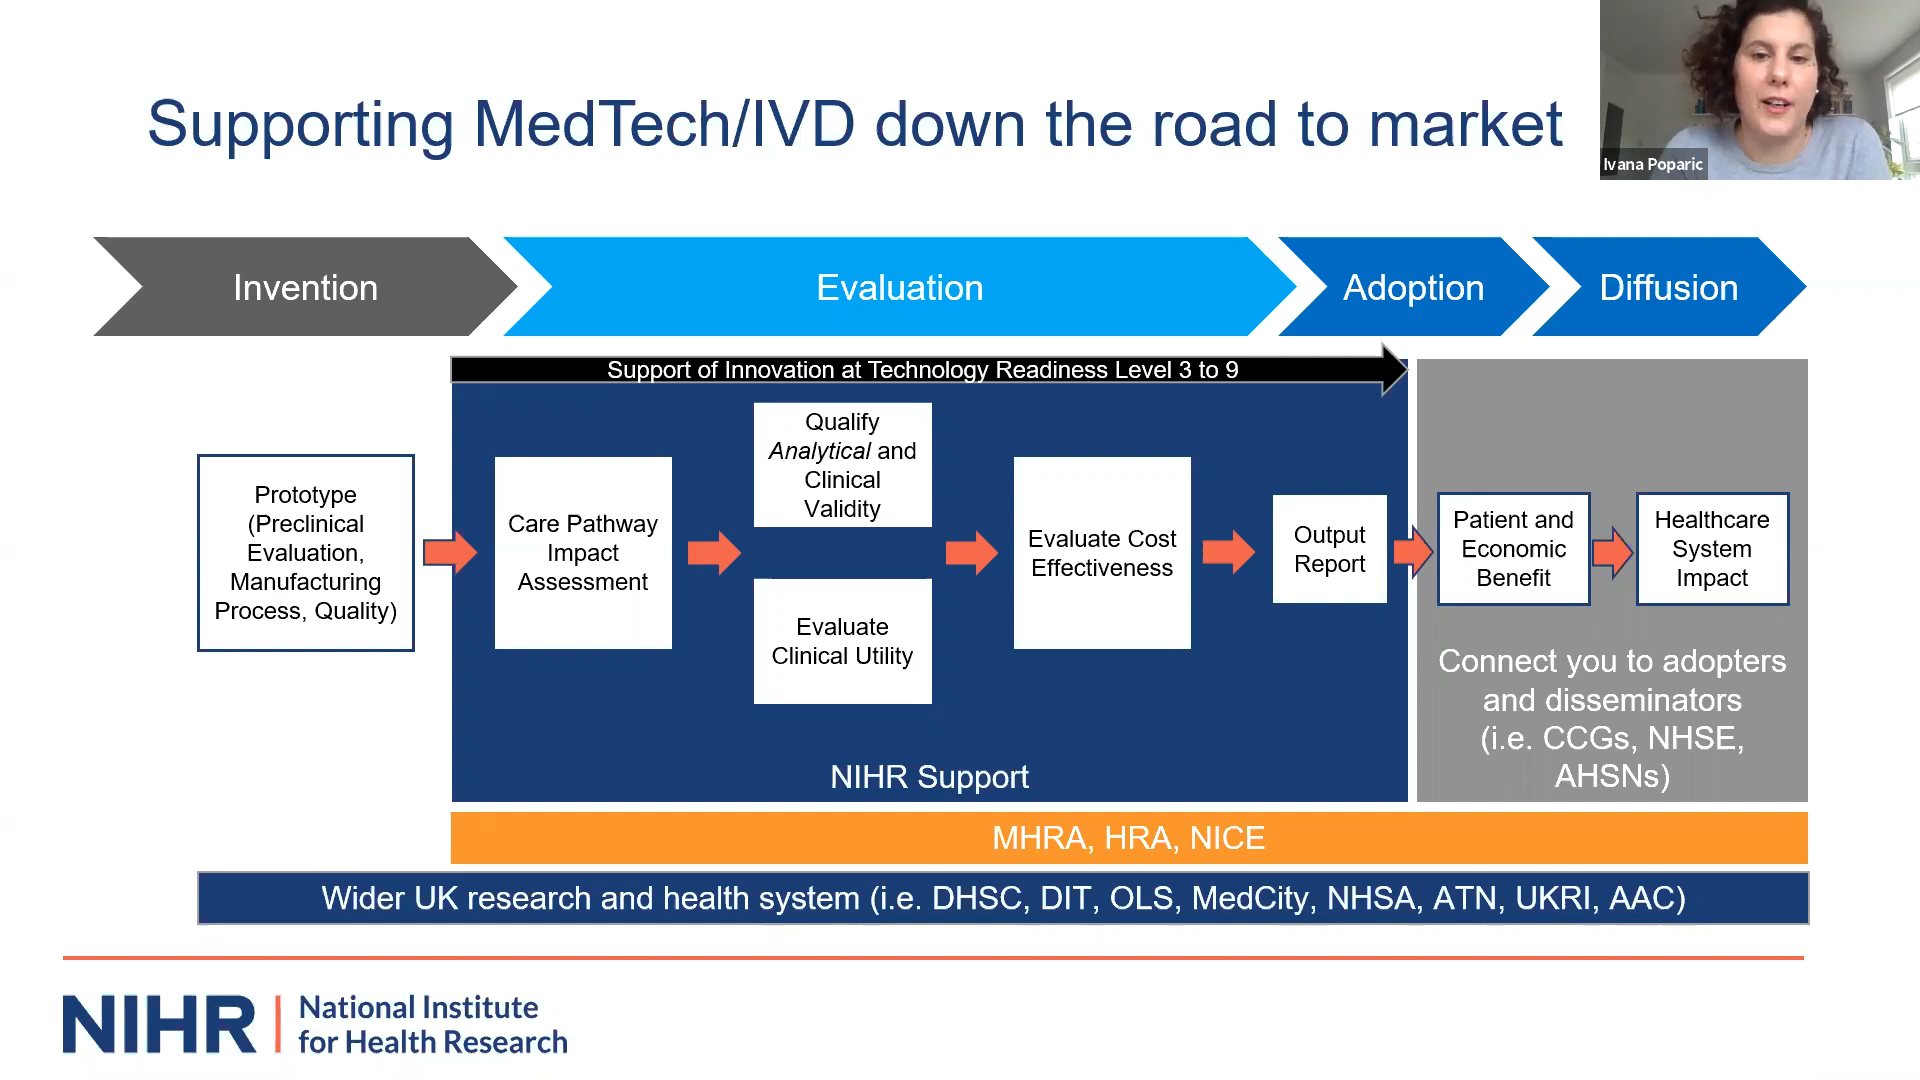 Supporting MedTech/IVD down the road to market
Ivana Poparic
Invention
Evaluation
Adoption
Diffusion
Support of Innovation at Technology Readiness Level 3 to 9
Prototype
(Preclinical
Evaluation,
Manufacturing
Process, Quality)
Care Pathway
Impact
Assessment
Qualify
Analytical and
Clinical
Validity
Evaluate
Clinical Utility
Evaluate Cost
Effectiveness
Output
Report
Patient and
Economic
Benefit
Healthcare
System
Impact
Connect you to adopters
and disseminators
(i.e. CCGs, NHSE,
AHSNs)
NIHR Support
MHRA, HRA, NICE
Wider UK research and health system (i.e. DHSC, DIT, OLS, MedCity, NHSA, ATN, UKRI, AAC)
NIHR
National Institute
for Health Research